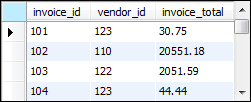 invoice_id vendor_id invoice_total
101 123 30.75
102 110 20551.18
103 122 2051.59
104 123 44.44